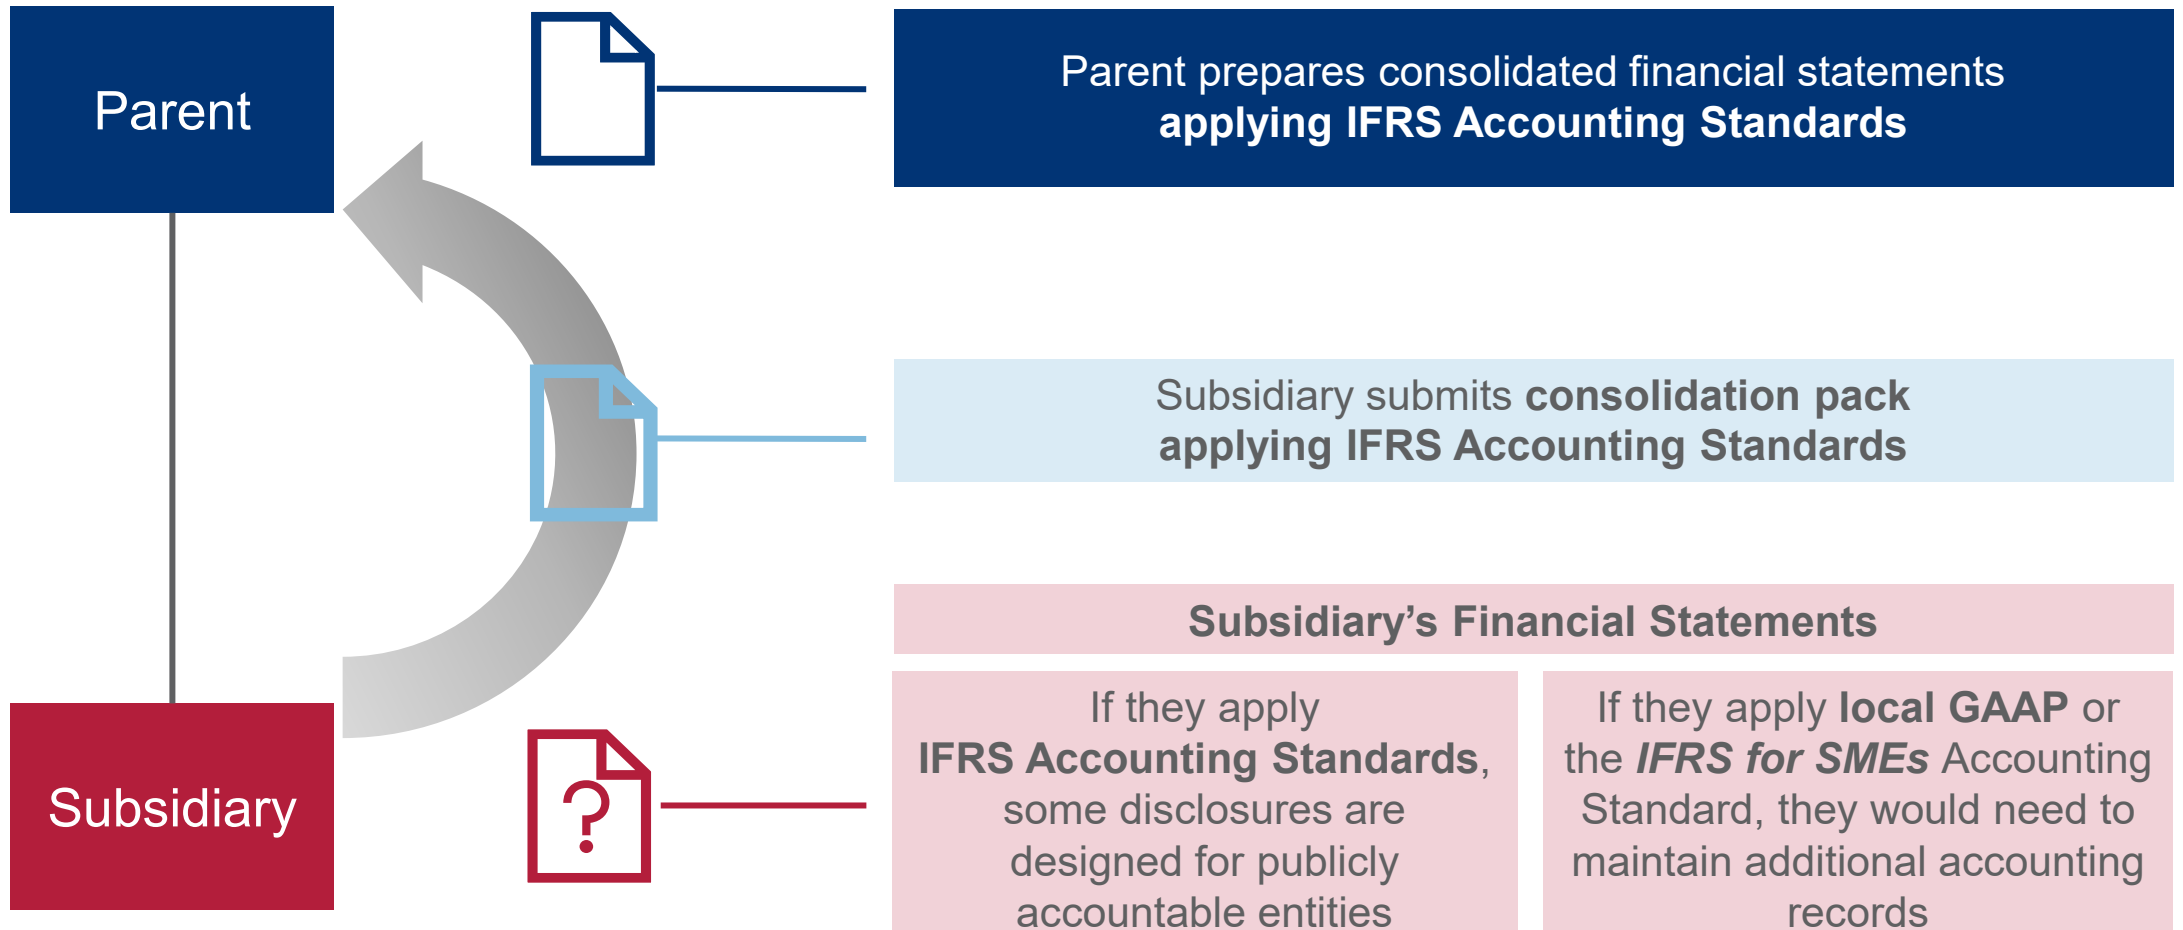 Parent
Parent prepares consolidated financial statements
applying IFRS Accounting Standards
Subsidiary submits consolidation pack
applying IFRS Accounting Standards
Subsidiary’s Financial Statements
Subsidiary
?
If they apply
IFRS Accounting Standards,
some disclosures are
designed for publicly
accountable entities
If they apply local GAAP or
the IFRS for SMEs Accounting
Standard, they would need to
maintain additional accounting
records